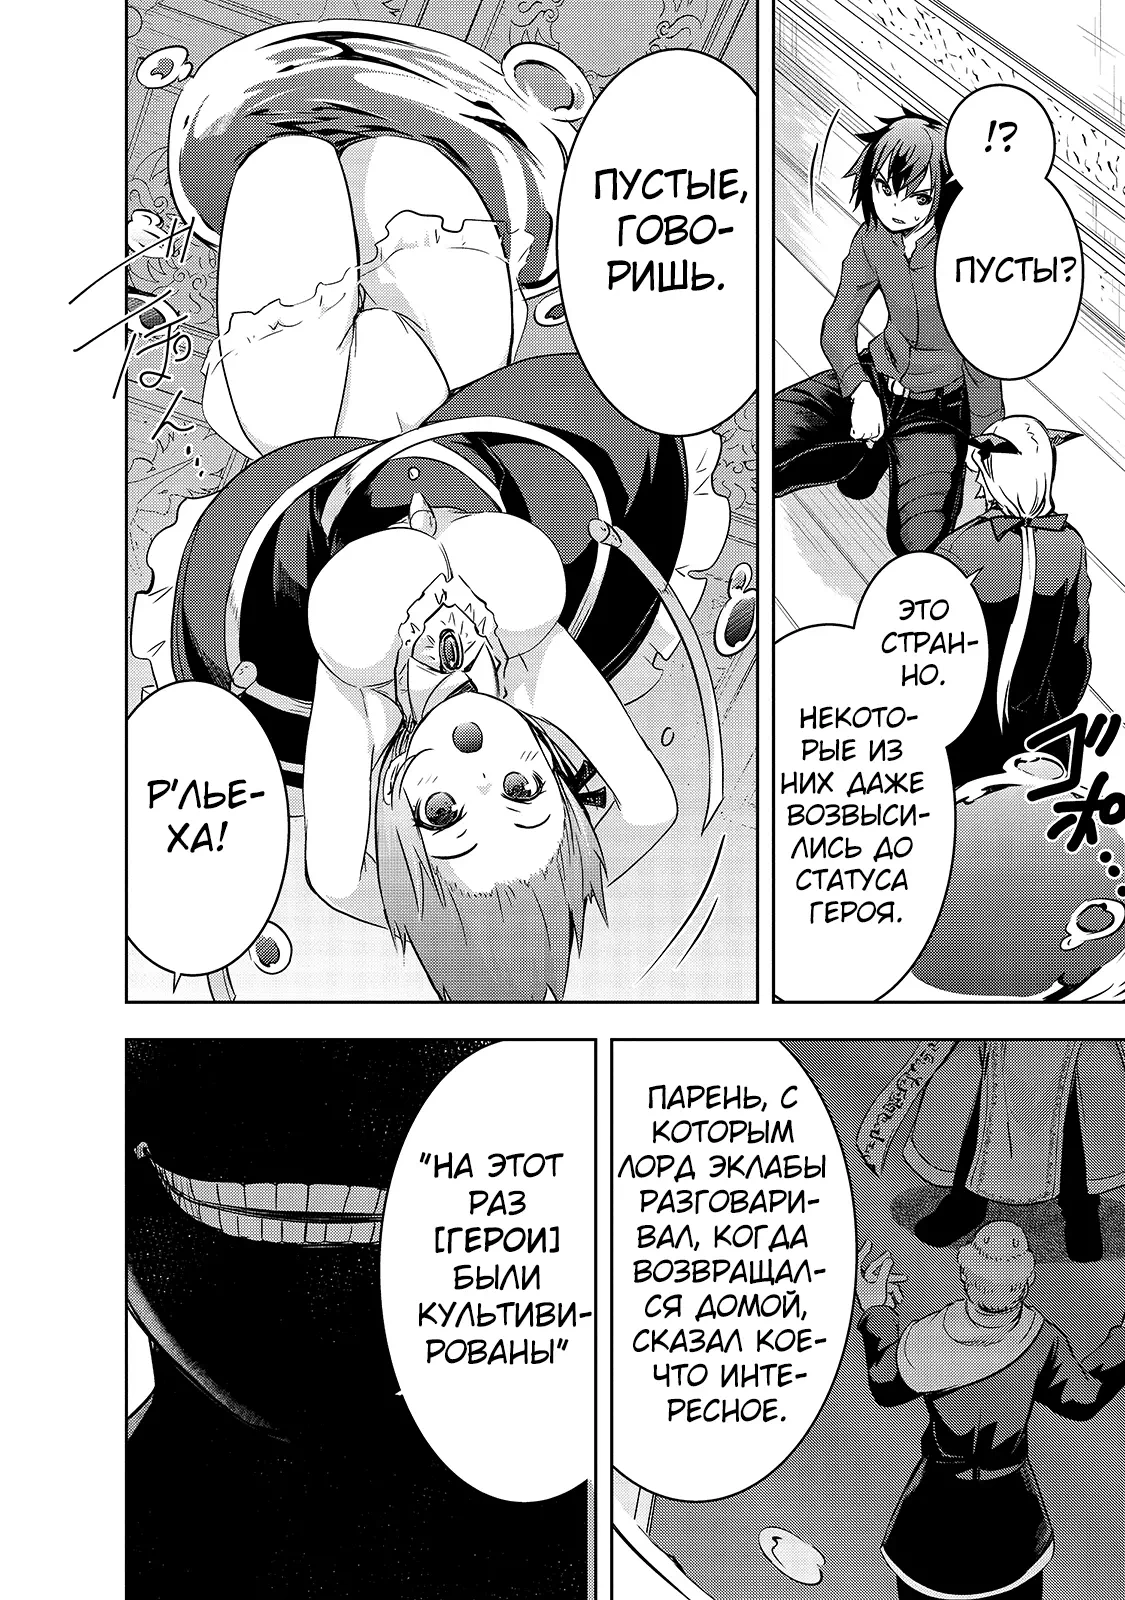 !?
ПУСТЫ?
ЭТО
СТРАН-
НО.
НЕКОТО-
РЫЕ ИЗ
НИХ ДАЖЕ
ВОЗВЫСИ-
ЛИСЬ ДО
СТАТУСА
ГЕРОЯ.
ПУСТЫЕ,
ГОВО-
РИШЬ.
Р'ЛЬЕ-
ХА!
ПАРЕНЬ, С
КОТОРЫМ
ЛОРД ЭКЛАБЫ
РАЗГОВАРИ-
ВАЛ, КОГДА
ВОЗВРАЩАЛ-
СЯ ДОМОЙ,
СКАЗАЛ КОЕ-
ЧТО ИНТЕ-
РЕСНОЕ.
"НА ЭТОТ
РАЗ
[ГЕРОИ]
БЫЛИ
КУЛЬТИВИ-
РОВАНЫ"